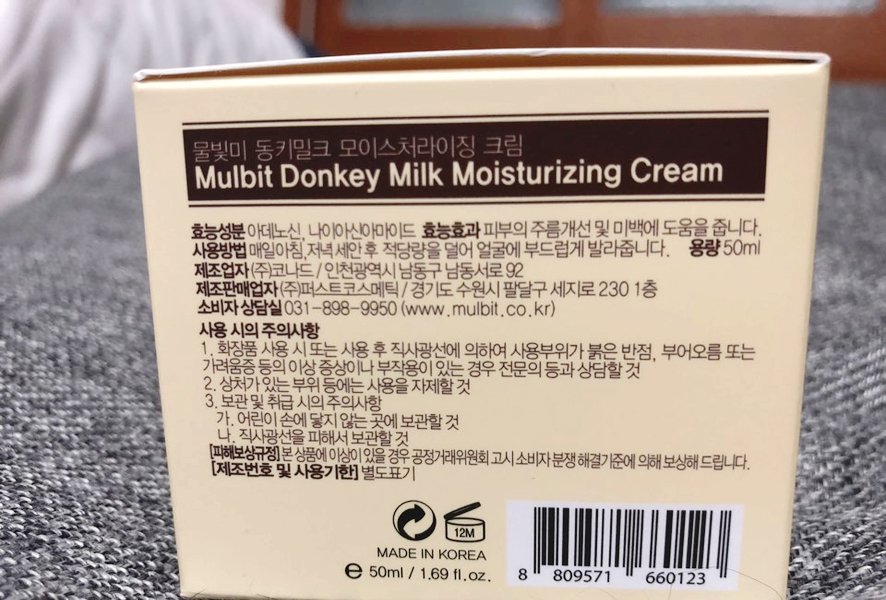 물빛미 동키밀크 모이스처라이징 크림
Mulbit Donkey Milk Moisturizing Cream
효능성분 아데노신, 나이아신아마이드 효능효과 피부의 주름개선 및 미백에 도움을 줍니다.
사용방법 매일 아침,저녁 세안 후 적당량을 덜어 얼굴에 부드럽게 발라줍니다. 용량 50ml
제조업자 (주)코나드 / 인천광역시 남동구 남동서로 92
제조판매업자 (주)퍼스트코스메틱 / 경기도 수원시 팔달구 세지로 230 1층
소비자 상담실 031-898-9950 (www.mulbit.co.kr)
사용 시의 주의사항
1. 화장품 사용 시 또는 사용 후 직사광선에 의하여 사용부위가 붉은 반점, 부어오름 또는
가려움증 등의 이상 증상이나 부작용이 있는 경우 전문의 등과 상담할 것
2. 상처가 있는 부위 등에는 사용을 자제할 것
3. 보관 및 취급 시의 주의사항
가. 어린이 손에 닿지 않는 곳에 보관할 것
나. 직사광선을 피해서 보관할 것
[피해보상규정] 본 상품에 이상이 있을 경우 공정거래위원회 고시 소비자 분쟁 해결기준에 의해 보상해 드립니다.
[제조번호 및 사용기한] 별도표기
12M
MADE IN KOREA
e 50ml / 1.69 fl.oz.
8 809571 660123